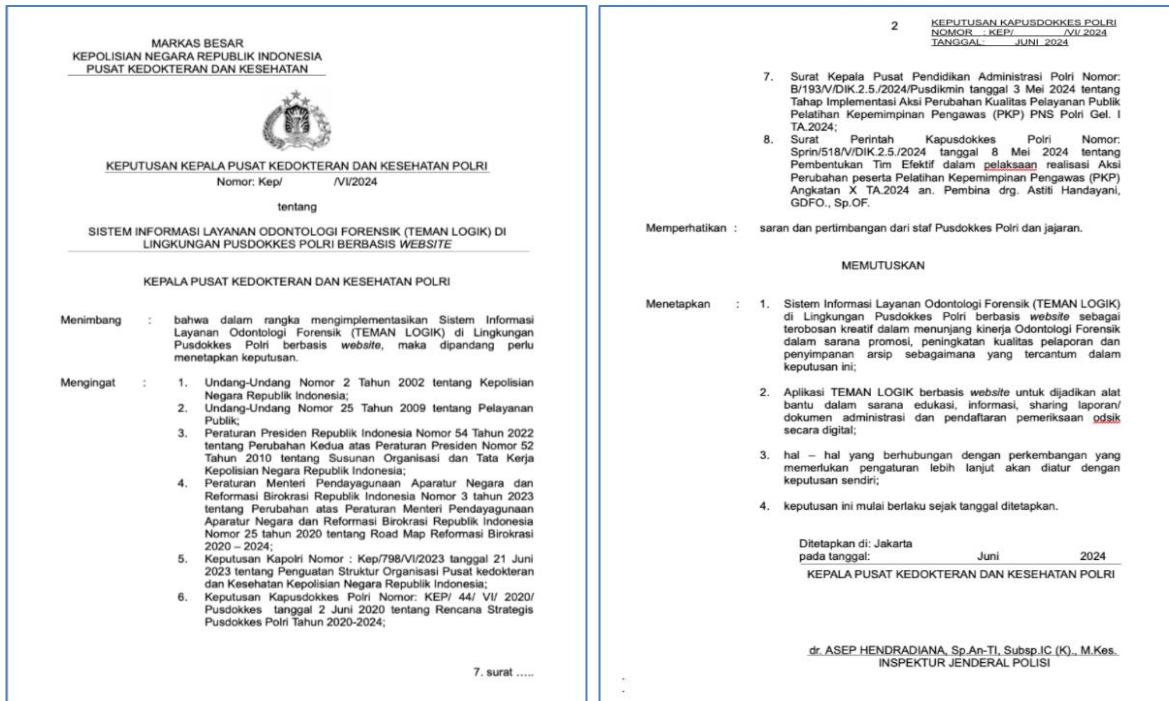 MARKAS BESAR
KEPOLISIAN NEGARA REPUBLIK INDONESIA
PUSAT KEDOKTERAN DAN KESEHATAN
KEPUTUSAN KEPALA PUSAT KEDOKTERAN DAN KESEHATAN POLRI
Nomor: Kep/ /VI/2024
tentang
SISTEM INFORMASI LAYANAN ODONTOLOGI FORENSIK (TEMAN LOGIK) DI
LINGKUNGAN PUSDOKKES POLRI BERBASIS WEBSITE
KEPALA PUSAT KEDOKTERAN DAN KESEHATAN POLRI
Menimbang : bahwa dalam rangka mengimplementasikan Sistem Informasi
Layanan Odontologi Forensik (TEMAN LOGIK) di Lingkungan
Pusdokkes Polri berbasis website, maka dipandang perlu
menetapkan keputusan.
Mengingat : 1. Undang-Undang Nomor 2 Tahun 2002 tentang Kepolisian
Negara Republik Indonesia;
2. Undang-Undang Nomor 25 Tahun 2009 tentang Pelayanan
Publik;
3. Peraturan Presiden Republik Indonesia Nomor 54 Tahun 2022
tentang Perubahan Kedua atas Peraturan Presiden Nomor 52
Tahun 2010 tentang Susunan Organisasi dan Tata Kerja
Kepolisian Negara Republik Indonesia;
4. Peraturan Menteri Pendayagunaan Aparatur Negara dan
Reformasi Birokrasi Republik Indonesia Nomor 3 tahun 2023
tentang Perubahan atas Peraturan Menteri Pendayagunaan
Aparatur Negara dan Reformasi Birokrasi Republik Indonesia
Nomor 25 tahun 2020 tentang Road Map Reformasi Birokrasi
2020 – 2024;
5. Keputusan Kapolri Nomor : Kep/798/VI/2023 tanggal 21 Juni
2023 tentang Penguatan Struktur Organisasi Pusat kedokteran
dan Kesehatan Kepolisian Negara Republik Indonesia;
6. Keputusan Kapusdokkes Polri Nomor: KEP/ 44/ VI/ 2020/
Pusdokkes tanggal 2 Juni 2020 tentang Rencana Strategis
Pusdokkes Polri Tahun 2020-2024;
7. surat .....
2
KEPUTUSAN KAPUSDOKKES POLRI
NOMOR : KEP/ /VI/ 2024
TANGGAL: JUNI 2024
7. Surat Kepala Pusat Pendidikan Administrasi Polri Nomor:
B/193/V/DIK.2.5./2024/Pusdikmin tanggal 3 Mei 2024 tentang
Tahap Implementasi Aksi Perubahan Kualitas Pelayanan Publik
Pelatihan Kepemimpinan Pengawas (PKP) PNS Polri Gel. I
TA.2024;
8. Surat Perintah Kapusdokkes Polri Nomor:
Sprin/518/V/DIK.2.5./2024 tanggal 8 Mei 2024 tentang
Pembentukan Tim Efektif dalam pelaksaan realisasi Aksi
Perubahan peserta Pelatihan Kepemimpinan Pengawas (PKP)
Angkatan X TA.2024 an. Pembina drg. Astiti Handayani,
GDFO., Sp.OF.
Memperhatikan : saran dan pertimbangan dari staf Pusdokkes Polri dan jajaran.
MEMUTUSKAN
Menetapkan : 1. Sistem Informasi Layanan Odontologi Forensik (TEMAN LOGIK)
di Lingkungan Pusdokkes Polri berbasis website sebagai
terobosan kreatif dalam menunjang kinerja Odontologi Forensik
dalam sarana promosi, peningkatan kualitas pelaporan dan
penyimpanan arsip sebagaimana yang tercantum dalam
keputusan ini;
2. Aplikasi TEMAN LOGIK berbasis website untuk dijadikan alat
bantu dalam sarana edukasi, informasi, sharing laporan/
dokumen administrasi dan pendaftaran pemeriksaan odsik
secara digital;
3. hal – hal yang berhubungan dengan perkembangan yang
memerlukan pengaturan lebih lanjut akan diatur dengan
keputusan sendiri;
4. keputusan ini mulai berlaku sejak tanggal ditetapkan.
Ditetapkan di: Jakarta
pada tanggal: Juni 2024
KEPALA PUSAT KEDOKTERAN DAN KESEHATAN POLRI
dr. ASEP HENDRADIANA, Sp.An-TI, Subsp.IC (K)., M.Kes.
INSPEKTUR JENDERAL POLISI